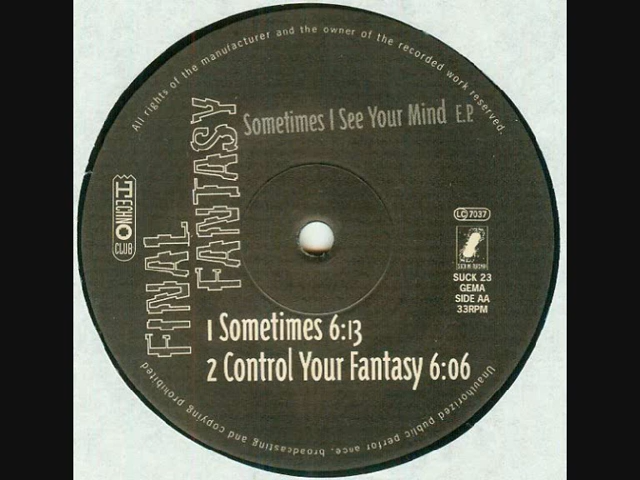 All rights of the manufacturer and the owner of the recorded work reserved.
Sometimes I See Your Mind E.P.
FINAL
FANTASY
TECHNO
CLUB
LC 7037
SUCK 23
GEMA
SIDE AA
33RPM
1 Sometimes 6:13
2 Control Your Fantasy 6:06
Unauthorized public perfor ance, broadcasting and copying prohibited